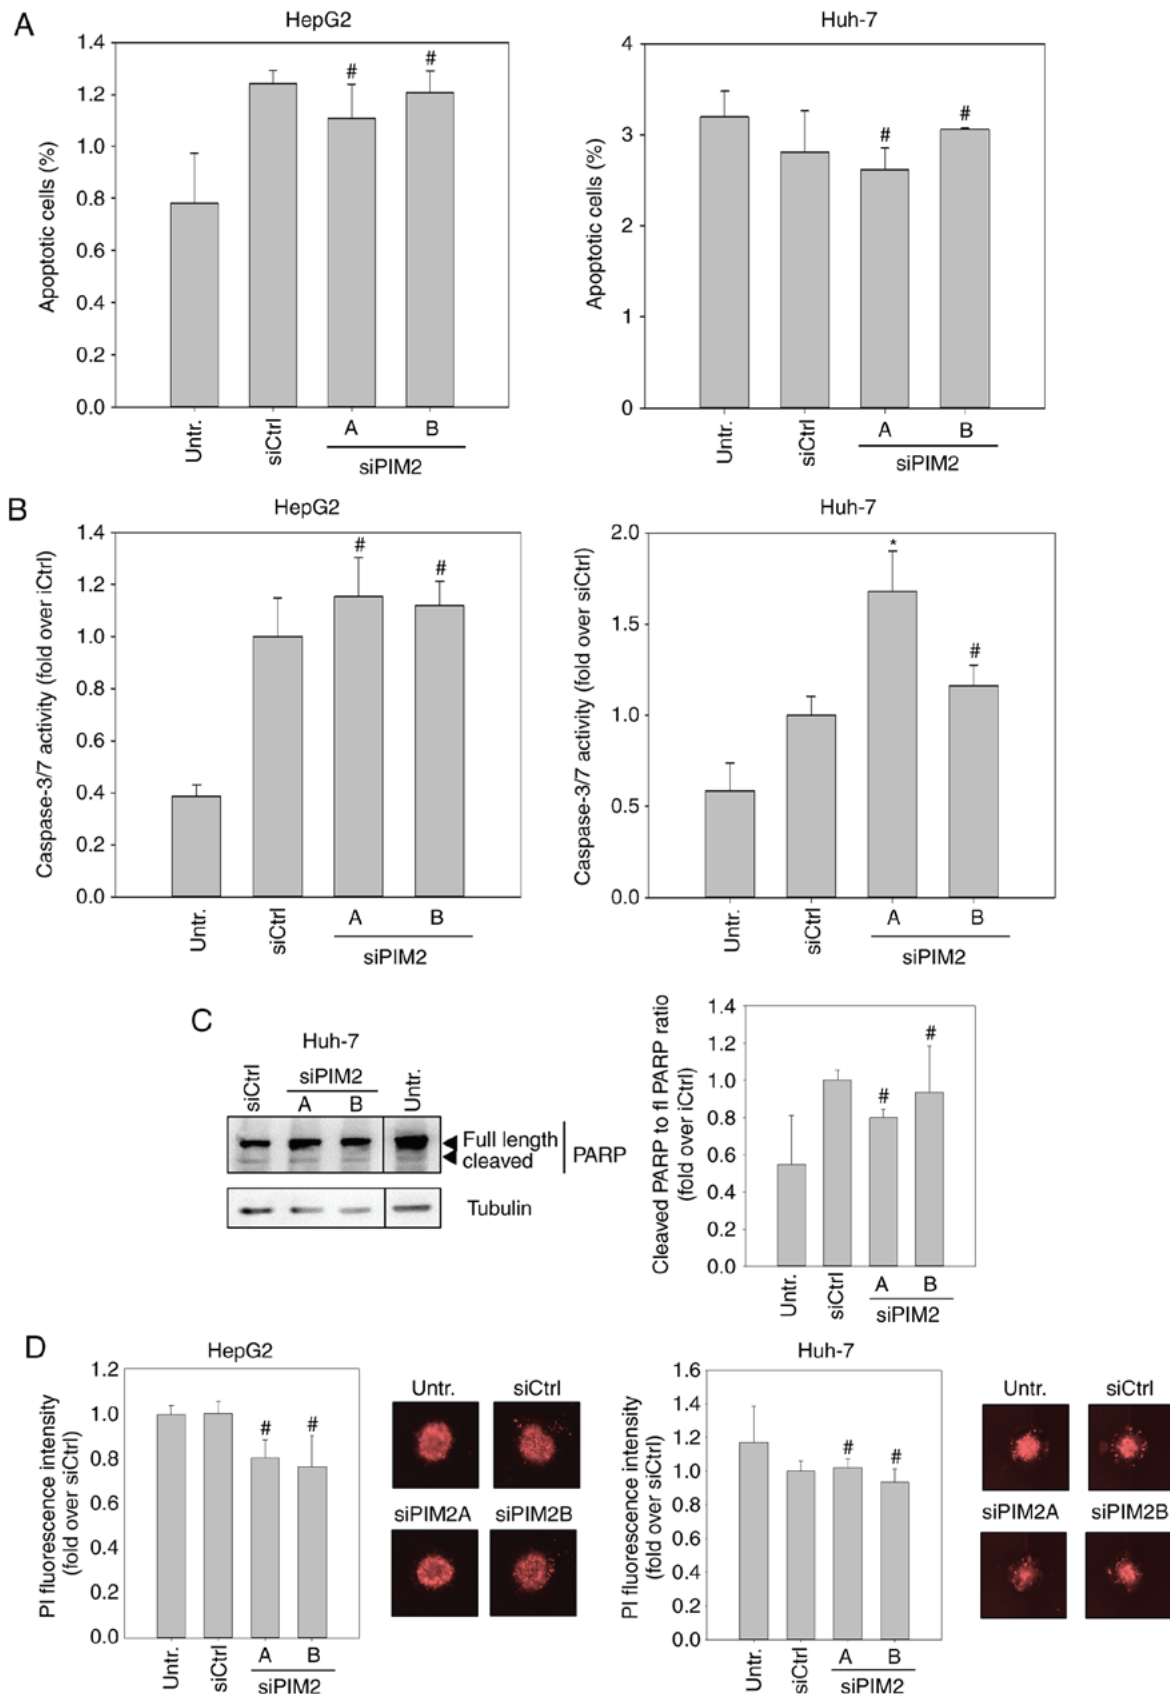 A
HepG2
Huh-7
1.4
1.2
1.0
0.8
0.6
0.4
0.2
0.0
Apoptotic cells (%)
# #
Untr.
siCtrl
A B
siPIM2
4
3
2
1
0
Apoptotic cells (%)
# #
Untr.
siCtrl
A B
siPIM2
B
HepG2
Huh-7
1.4
1.2
1.0
0.8
0.6
0.4
0.2
0.0
Caspase-3/7 activity (fold over iCtrl)
# #
Untr.
siCtrl
A B
siPIM2
2.0
1.5
1.0
0.5
0.0
Caspase-3/7 activity (fold over siCtrl)
* #
Untr.
siCtrl
A B
siPIM2
C
Huh-7
siCtrl
siPIM2
A B
Untr.
Full length
cleaved
PARP
Tubulin
1.4
1.2
1.0
0.8
0.6
0.4
0.2
0.0
Cleaved PARP to fl PARP ratio
(fold over iCtrl)
# #
Untr.
siCtrl
A B
siPIM2
D
HepG2
1.2
1.0
0.8
0.6
0.4
0.2
0.0
PI fluorescence intensity
(fold over siCtrl)
# #
Untr.
siCtrl
A B
siPIM2
Untr. siCtrl
siPIM2A siPIM2B
Huh-7
1.6
1.4
1.2
1.0
0.8
0.6
0.4
0.2
0.0
PI fluorescence intensity
(fold over siCtrl)
# #
Untr.
siCtrl
A B
siPIM2
Untr. siCtrl
siPIM2A siPIM2B